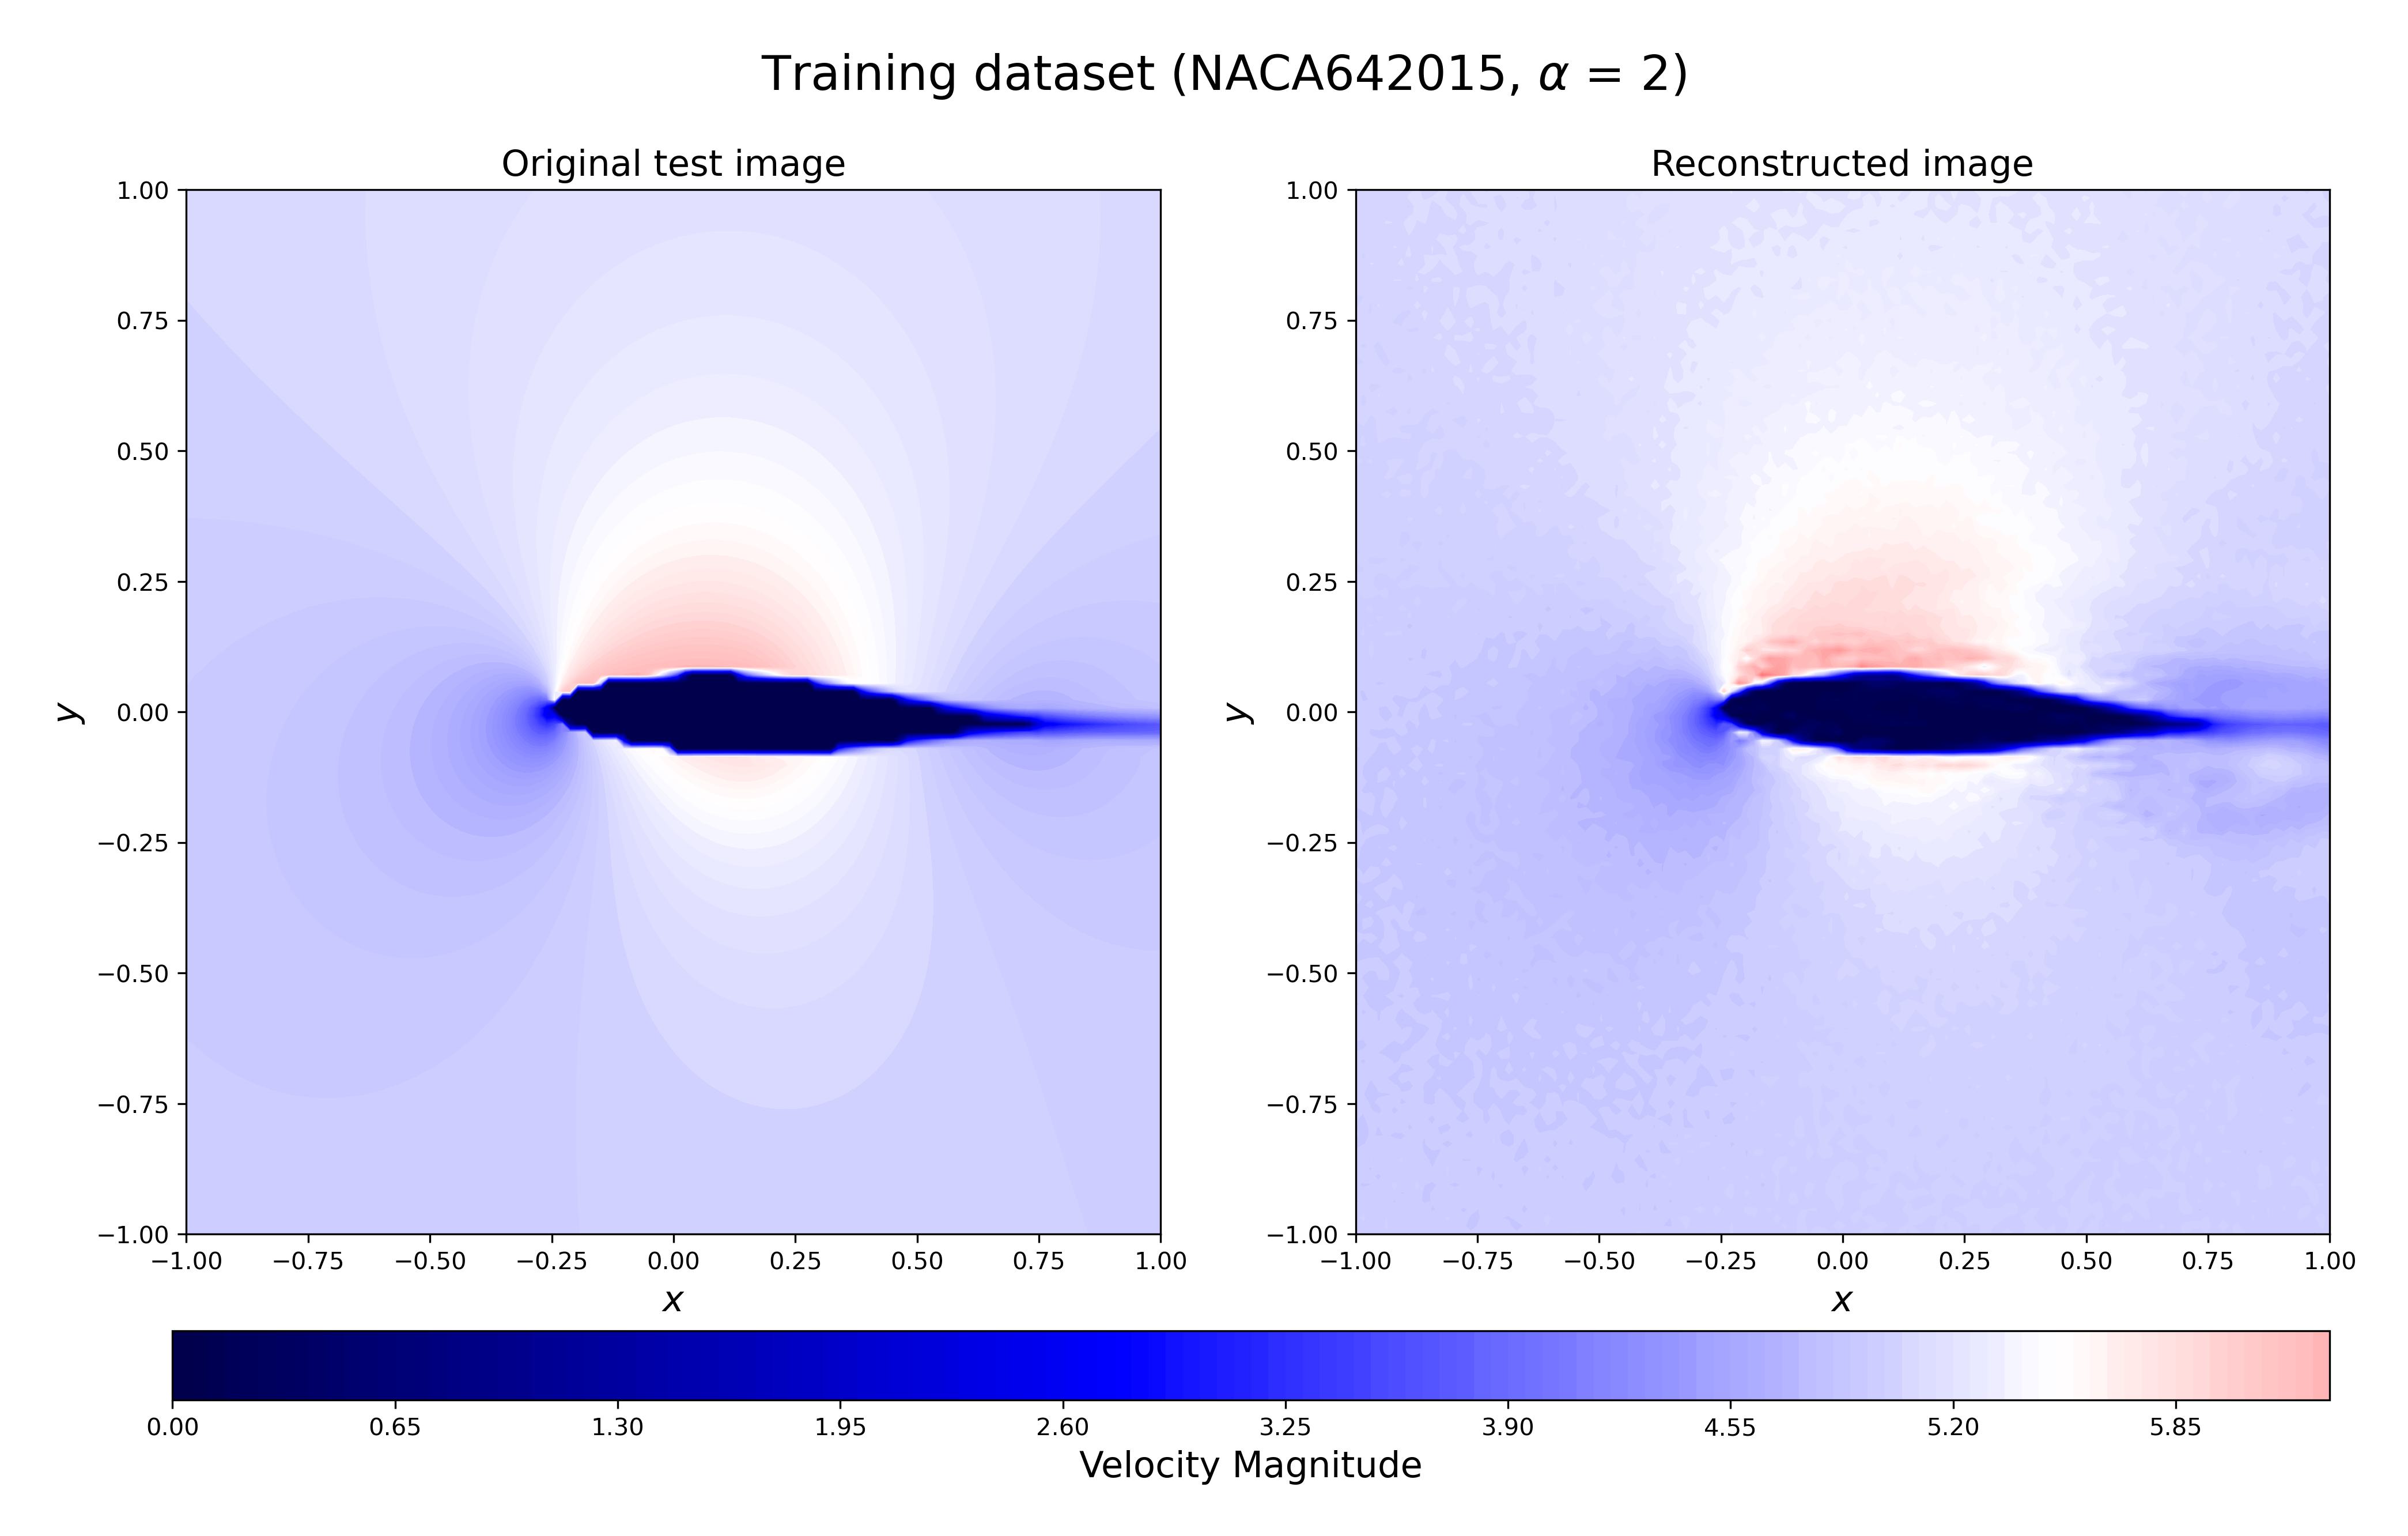 Training dataset (NACA642015, α = 2)
Original test image
Reconstructed image
1.00
0.75
0.50
0.25
0.00
−0.25
−0.50
−0.75
−1.00
y
−1.00 −0.75 −0.50 −0.25 0.00 0.25 0.50 0.75 1.00
x
1.00
0.75
0.50
0.25
0.00
−0.25
−0.50
−0.75
−1.00
y
−1.00 −0.75 −0.50 −0.25 0.00 0.25 0.50 0.75 1.00
x
0.00 0.65 1.30 1.95 2.60 3.25 3.90 4.55 5.20 5.85
Velocity Magnitude